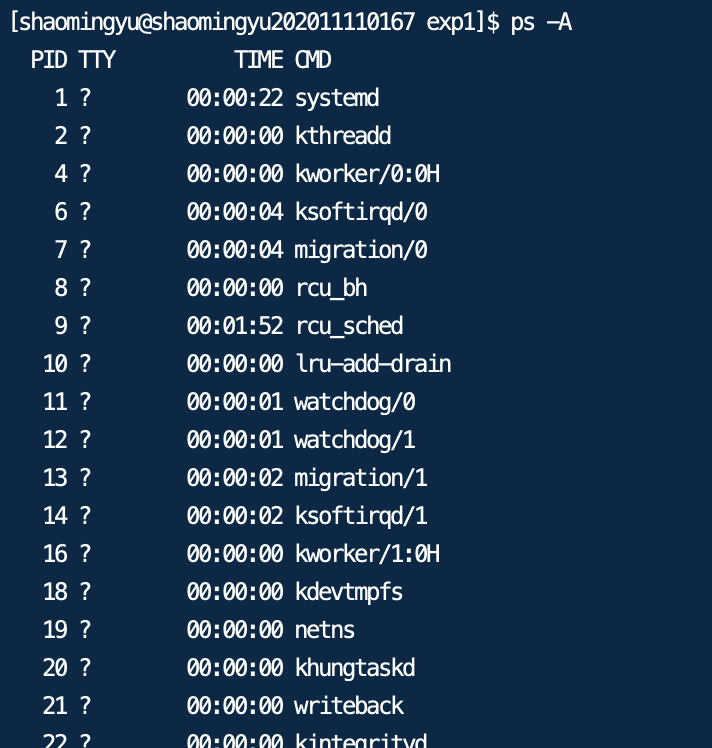 [shaomingyu@shaomingyu202011110167 exp1]$ ps -A
  PID TTY          TIME CMD
    1 ?        00:00:22 systemd
    2 ?        00:00:00 kthreadd
    4 ?        00:00:00 kworker/0:0H
    6 ?        00:00:04 ksoftirqd/0
    7 ?        00:00:04 migration/0
    8 ?        00:00:00 rcu_bh
    9 ?        00:01:52 rcu_sched
   10 ?        00:00:00 lru-add-drain
   11 ?        00:00:01 watchdog/0
   12 ?        00:00:01 watchdog/1
   13 ?        00:00:02 migration/1
   14 ?        00:00:02 ksoftirqd/1
   16 ?        00:00:00 kworker/1:0H
   18 ?        00:00:00 kdevtmpfs
   19 ?        00:00:00 netns
   20 ?        00:00:00 khungtaskd
   21 ?        00:00:00 writeback
   22 ?        00:00:00 kintegrityd